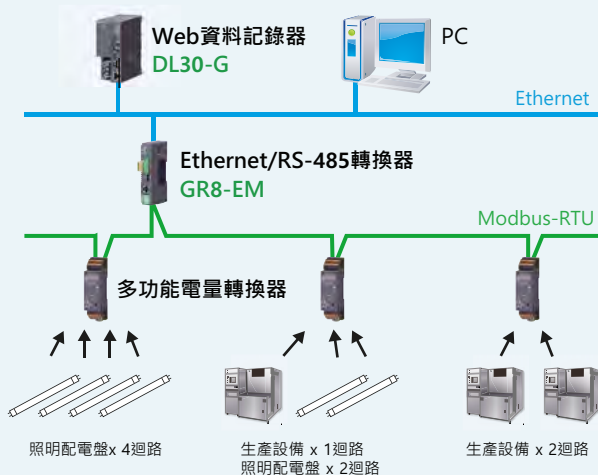 Web資料記錄器
DL30-G
PC
Ethernet
Ethernet/RS-485轉換器
GR8-EM
Modbus-RTU
多功能電量轉換器
照明配電盤x 4迴路
生產設備 x 1迴路
照明配電盤 x 2迴路
生產設備 x 2迴路